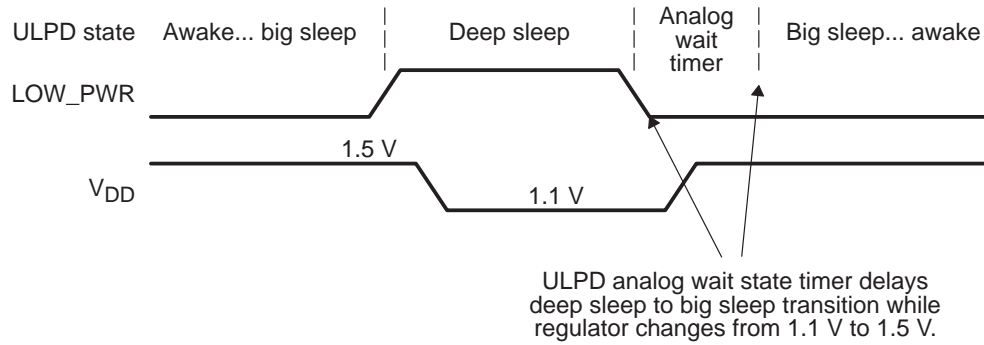 ULPD state Awake... big sleep Deep sleep Analog wait timer Big sleep... awake
LOW_PWR
1.5 V
VDD
1.1 V
ULPD analog wait state timer delays
deep sleep to big sleep transition while
regulator changes from 1.1 V to 1.5 V.